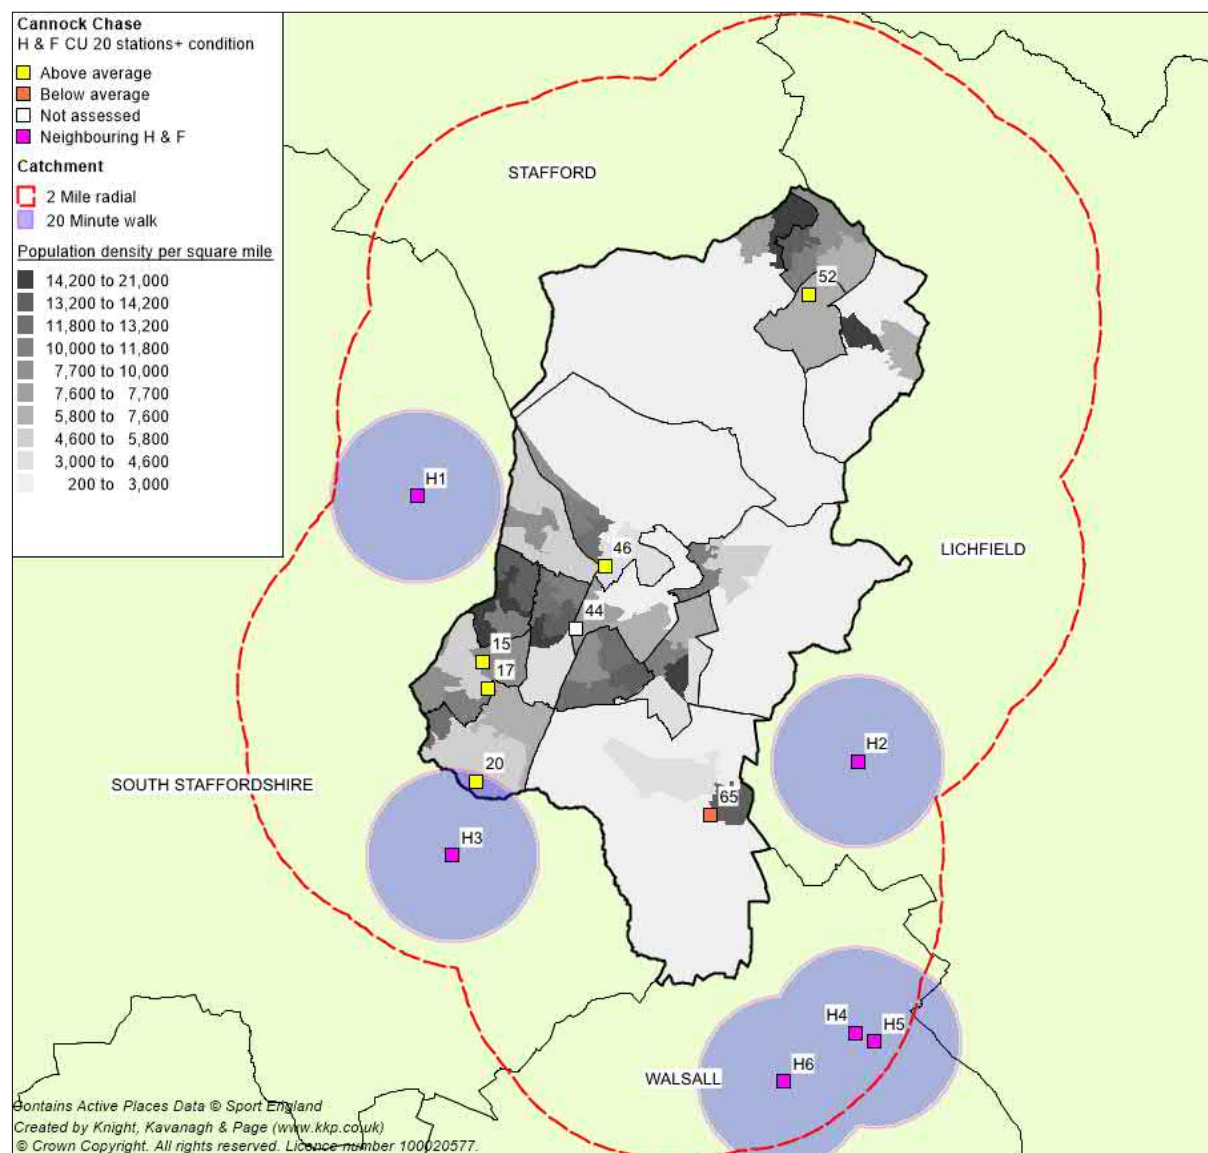 Cannock Chase
H & F CU 20 stations+ condition
Above average
Below average
Not assessed
Neighbouring H & F
Catchment
2 Mile radial
20 Minute walk
Population density per square mile
14,200 to 21,000
13,200 to 14,200
11,800 to 13,200
10,000 to 11,800
7,700 to 10,000
7,600 to 7,700
5,800 to 7,600
4,600 to 5,800
3,000 to 4,600
200 to 3,000
STAFFORD
52
H1
46
LICHFIELD
44
15
17
H2
20
SOUTH STAFFORDSHIRE
65
H3
H4
H5
H6
WALSALL
Contains Active Places Data © Sport England
Created by Knight, Kavanagh & Page (www.kkp.co.uk)
© Crown Copyright. All rights reserved. Licence number 100020577.